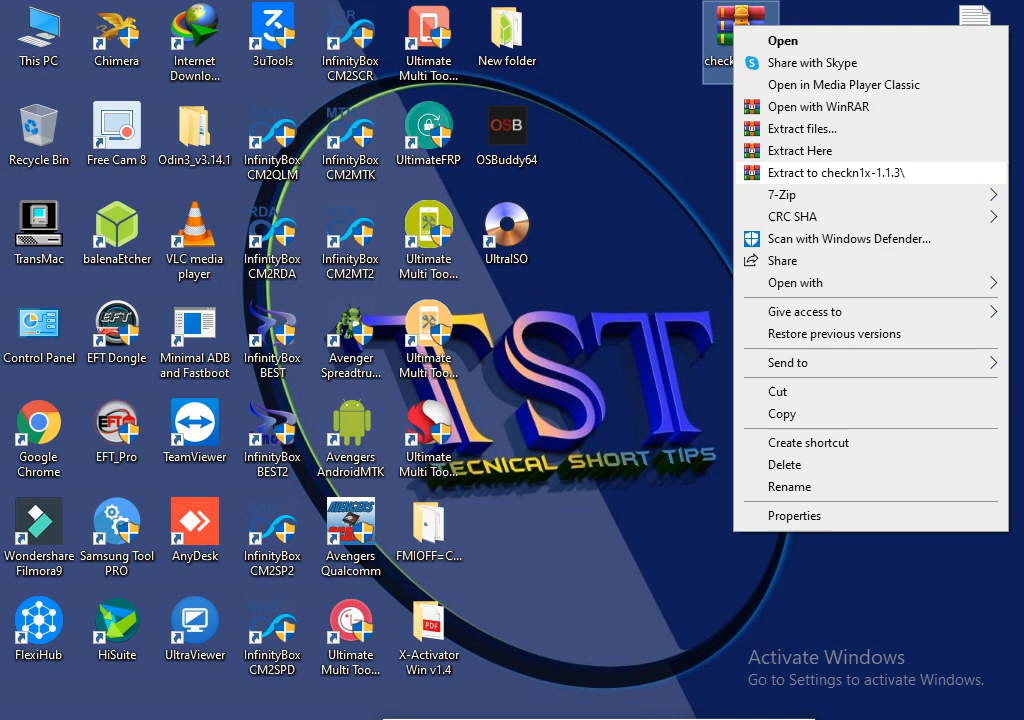 This PC
Chimera
Internet
Downlo...
3uTools
InfinityBox
CM2SCR
Ultimate
Multi Too...
New folder
check
Recycle Bin
Free Cam 8
Odin3_v3.14.1
InfinityBox
CM2QLM
MT
InfinityBox
CM2MTK
UltimateFRP
OSB
OSBuddy64
TransMac
balenaEtcher
VLC media
player
RDA
InfinityBox
CM2RDA
InfinityBox
CM2MT2
Ultimate
Multi Too...
UltraISO
Control Panel
EFT
EFT Dongle
Minimal ADB
and Fastboot
InfinityBox
BEST
Avenger
Spreadtru...
Ultimate
Multi Too...
TST
TECNICAL SHORT TIPS
Google
Chrome
EFT
EFT_Pro
TeamViewer
InfinityBox
BEST2
Avengers
AndroidMTK
Ultimate
Multi Too...
Wondershare
Filmora9
Samsung Tool
PRO
AnyDesk
InfinityBox
CM2SP2
AVENGERS
Avengers
Qualcomm
FMIOFF=C...
FlexiHub
HiSuite
UltraViewer
InfinityBox
CM2SPD
Ultimate
Multi Too...
PDF
X-Activator
Win v1.4
Open
Share with Skype
Open in Media Player Classic
Open with WinRAR
Extract files...
Extract Here
Extract to checkn1x-1.1.3\
7-Zip
CRC SHA
Scan with Windows Defender...
Share
Open with
Give access to
Restore previous versions
Send to
Cut
Copy
Create shortcut
Delete
Rename
Properties
Activate Windows
Go to Settings to activate Windows.